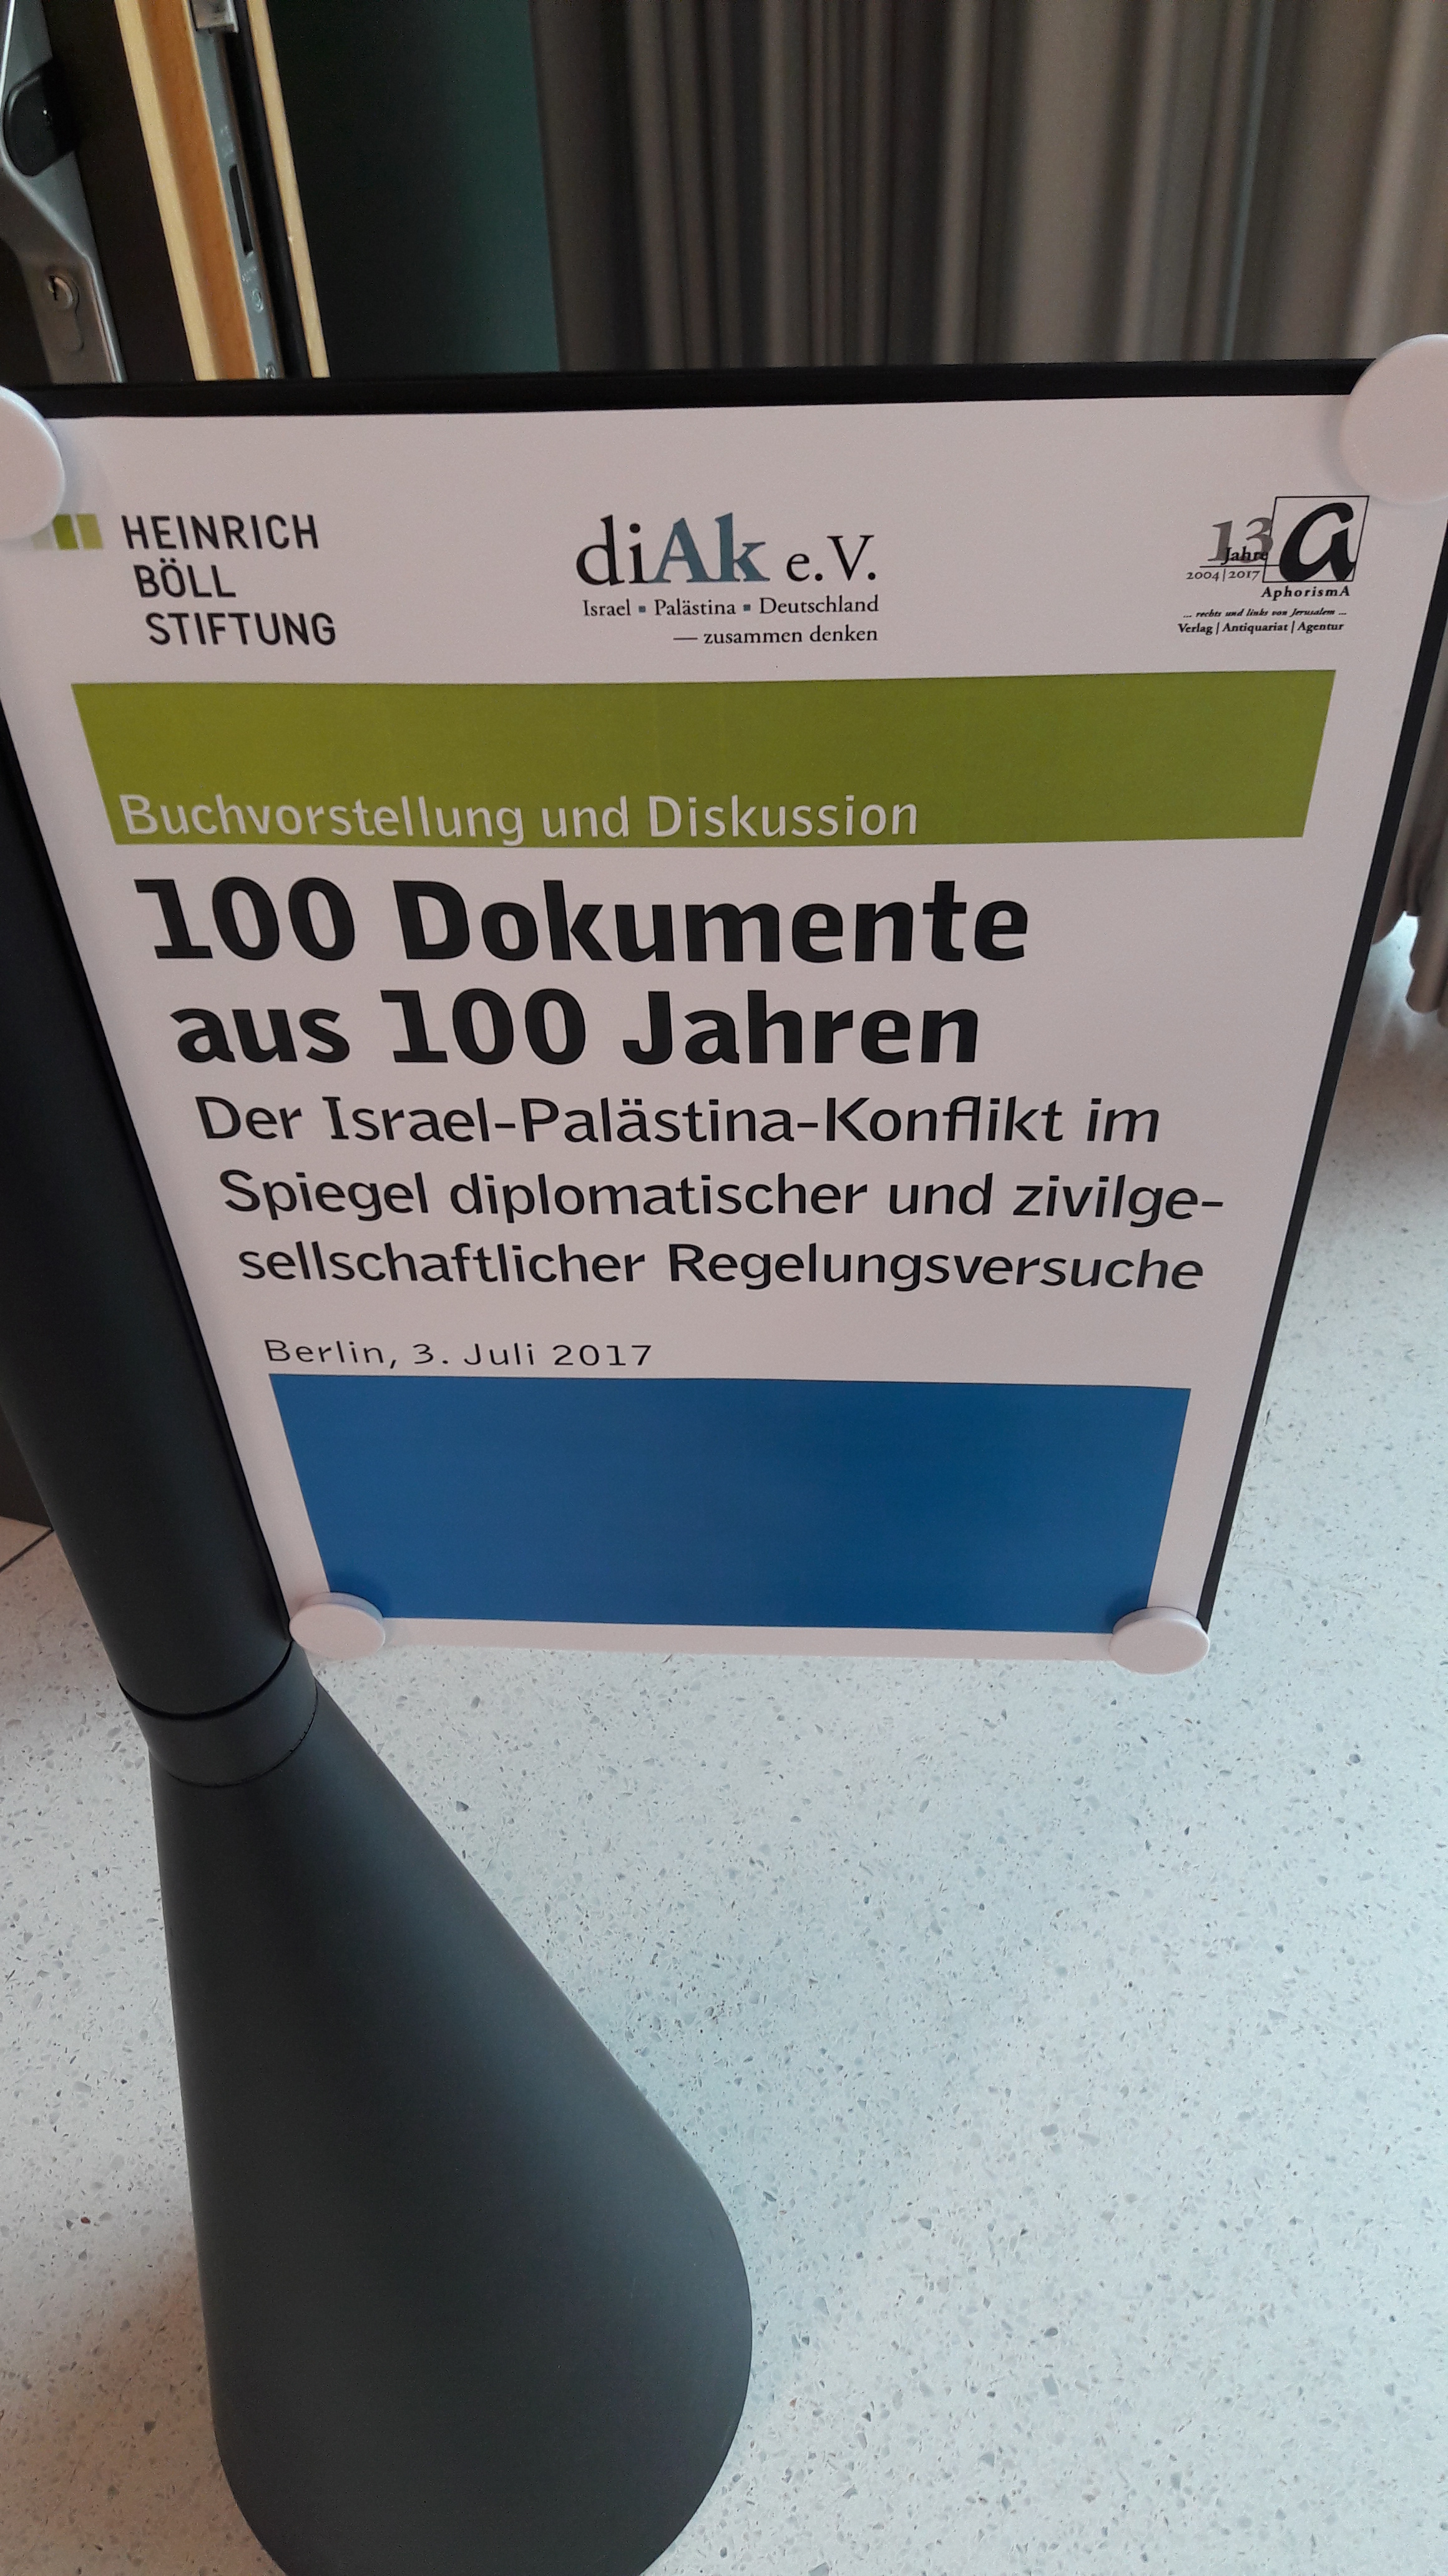 HEINRICH
BÖLL
STIFTUNG
diAk e.V.
Israel ▪ Palästina ▪ Deutschland
— zusammen denken
13
Jahre
2004|2017
a
AphorismA
... rechts und links von Jerusalem ...
Verlag | Antiquariat | Agentur
Buchvorstellung und Diskussion
100 Dokumente
aus 100 Jahren
Der Israel-Palästina-Konflikt im
Spiegel diplomatischer und zivilge-
sellschaftlicher Regelungsversuche
Berlin, 3. Juli 2017